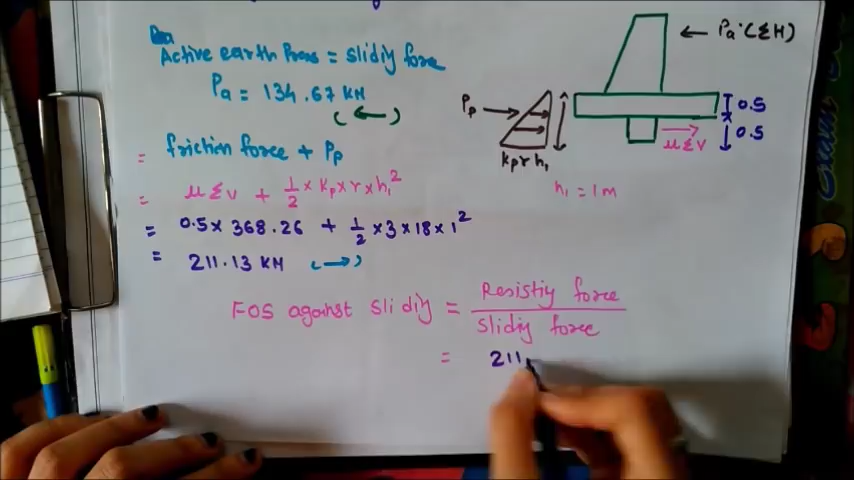 Active earth Press = slidiy force
Pa = 134.67 KN
( ← )
= friction force + Pp
= μΣV + 1/2 × Kp × r × h₁²
= 0.5 × 368.26 + 1/2 × 3 × 18 × 1²
= 211.13 KN (→)
FOS against slidiy = Resistiy force / slidiy force
= 211.
← Pa·(ΣH)
Pp →
0.5
0.5
μΣV
Kp r h₁
h₁ = 1m